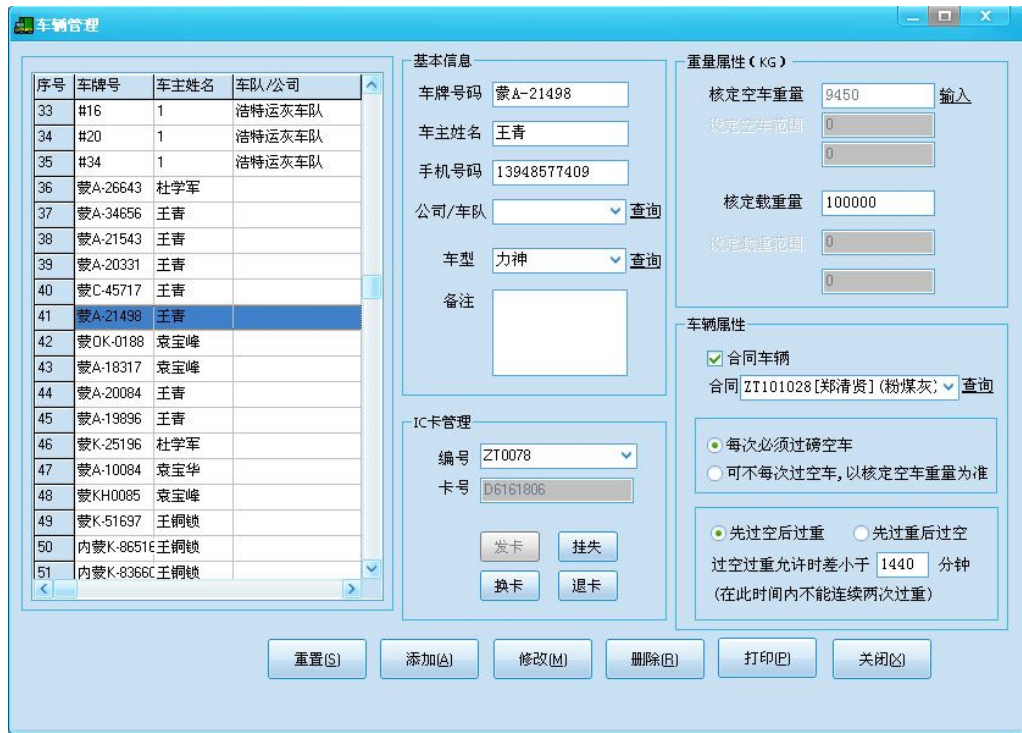 车辆管理
序号 车牌号 车主姓名 车队/公司
33 #16 1 浩特运灰车队
34 #20 1 浩特运灰车队
35 #34 1 浩特运灰车队
36 蒙A-26643 杜学军
37 蒙A-34656 王青
38 蒙A-21543 王青
39 蒙A-20331 王青
40 蒙C-45717 王青
41 蒙A-21498 王青
42 蒙OK-0188 袁宝峰
43 蒙A-18317 袁宝峰
44 蒙A-20084 王青
45 蒙A-19896 王青
46 蒙K-25196 杜学军
47 蒙A-10084 袁宝华
48 蒙KH0085 袁宝峰
49 蒙K-51697 王铜锁
50 内蒙K-8651 王铜锁
51 内蒙K-8366 王铜锁
基本信息
车牌号码 蒙A-21498
车主姓名 王青
手机号码 13948577409
公司/车队 查询
车型 力神 查询
备注
IC卡管理
编号 ZT0078
卡号 D6161806
发卡 挂失
换卡 退卡
重量属性(KG)
核定空车重量 9450 输入
设定空车范围 0
0
核定载重量 100000
设定载重范围 0
0
车辆属性
合同车辆
合同 ZT101028[郑清贤](粉煤灰) 查询
每次必须过磅空车
可不每次过空车,以核定空车重量为准
先过空后过重 先过重后过空
过空过重允许时差小于 1440 分钟
(在此时间内不能连续两次过重)
重置(S) 添加(A) 修改(M) 删除(R) 打印(P) 关闭(X)